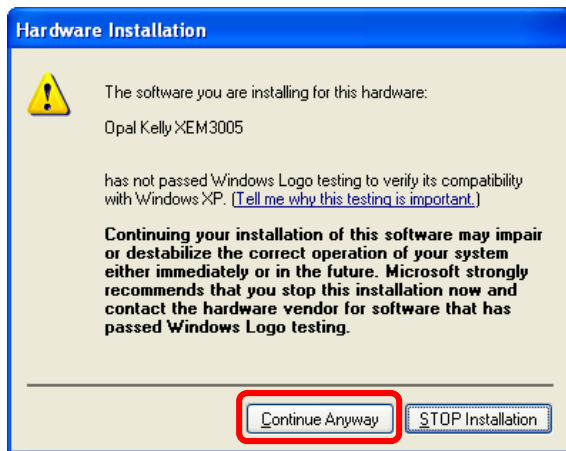 Hardware Installation
The software you are installing for this hardware:
Opal Kelly XEM3005
has not passed Windows Logo testing to verify its compatibility
with Windows XP. (Tell me why this testing is important.)
Continuing your installation of this software may impair
or destabilize the correct operation of your system
either immediately or in the future. Microsoft strongly
recommends that you stop this installation now and
contact the hardware vendor for software that has
passed Windows Logo testing.
Continue Anyway
STOP Installation